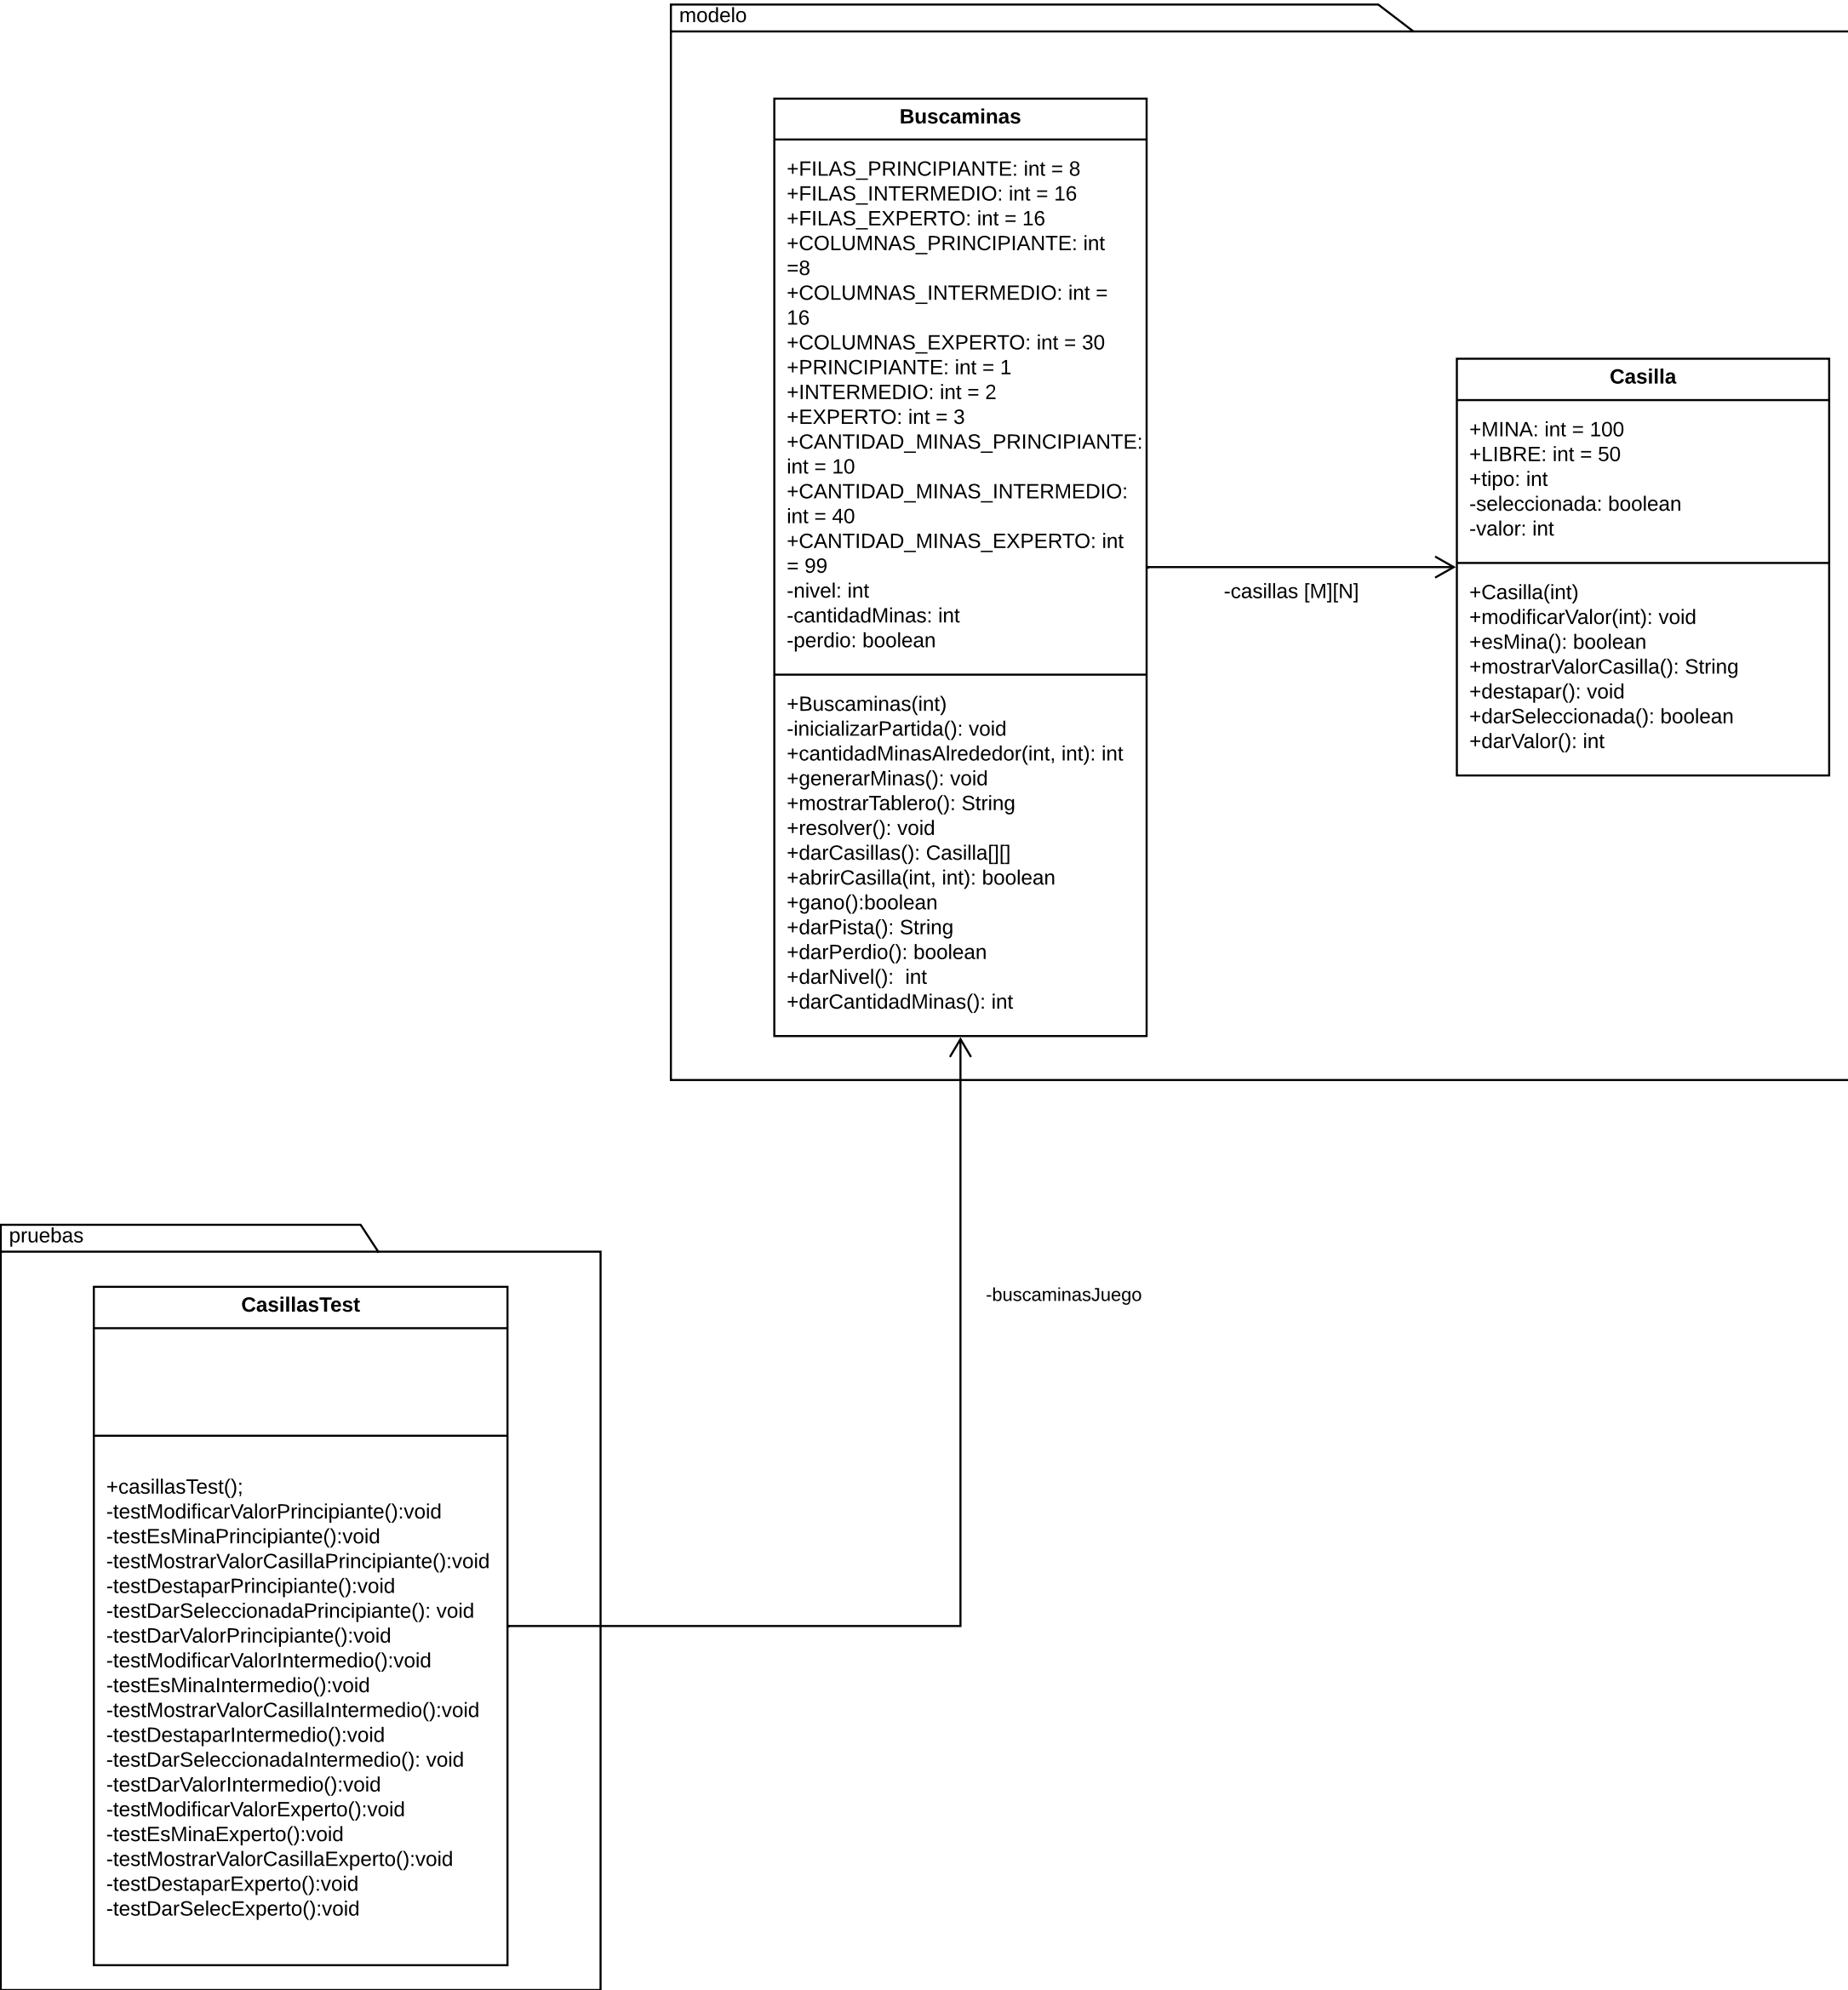 modelo
Buscaminas
+FILAS_PRINCIPIANTE: int = 8
+FILAS_INTERMEDIO: int = 16
+FILAS_EXPERTO: int = 16
+COLUMNAS_PRINCIPIANTE: int
=8
+COLUMNAS_INTERMEDIO: int =
16
+COLUMNAS_EXPERTO: int = 30
+PRINCIPIANTE: int = 1
+INTERMEDIO: int = 2
+EXPERTO: int = 3
+CANTIDAD_MINAS_PRINCIPIANTE:
int = 10
+CANTIDAD_MINAS_INTERMEDIO:
int = 40
+CANTIDAD_MINAS_EXPERTO: int
= 99
-nivel: int
-cantidadMinas: int
-perdio: boolean
+Buscaminas(int)
-inicializarPartida(): void
+cantidadMinasAlrededor(int, int): int
+generarMinas(): void
+mostrarTablero(): String
+resolver(): void
+darCasillas(): Casilla[][]
+abrirCasilla(int, int): boolean
+gano():boolean
+darPista(): String
+darPerdio(): boolean
+darNivel():  int
+darCantidadMinas(): int
-casillas [M][N]
Casilla
+MINA: int = 100
+LIBRE: int = 50
+tipo: int
-seleccionada: boolean
-valor: int
+Casilla(int)
+modificarValor(int): void
+esMina(): boolean
+mostrarValorCasilla(): String
+destapar(): void
+darSeleccionada(): boolean
+darValor(): int
-buscaminasJuego
pruebas
CasillasTest
+casillasTest();
-testModificarValorPrincipiante():void
-testEsMinaPrincipiante():void
-testMostrarValorCasillaPrincipiante():void
-testDestaparPrincipiante():void
-testDarSeleccionadaPrincipiante(): void
-testDarValorPrincipiante():void
-testModificarValorIntermedio():void
-testEsMinaIntermedio():void
-testMostrarValorCasillaIntermedio():void
-testDestaparIntermedio():void
-testDarSeleccionadaIntermedio(): void
-testDarValorIntermedio():void
-testModificarValorExperto():void
-testEsMinaExperto():void
-testMostrarValorCasillaExperto():void
-testDestaparExperto():void
-testDarSelecExperto():void